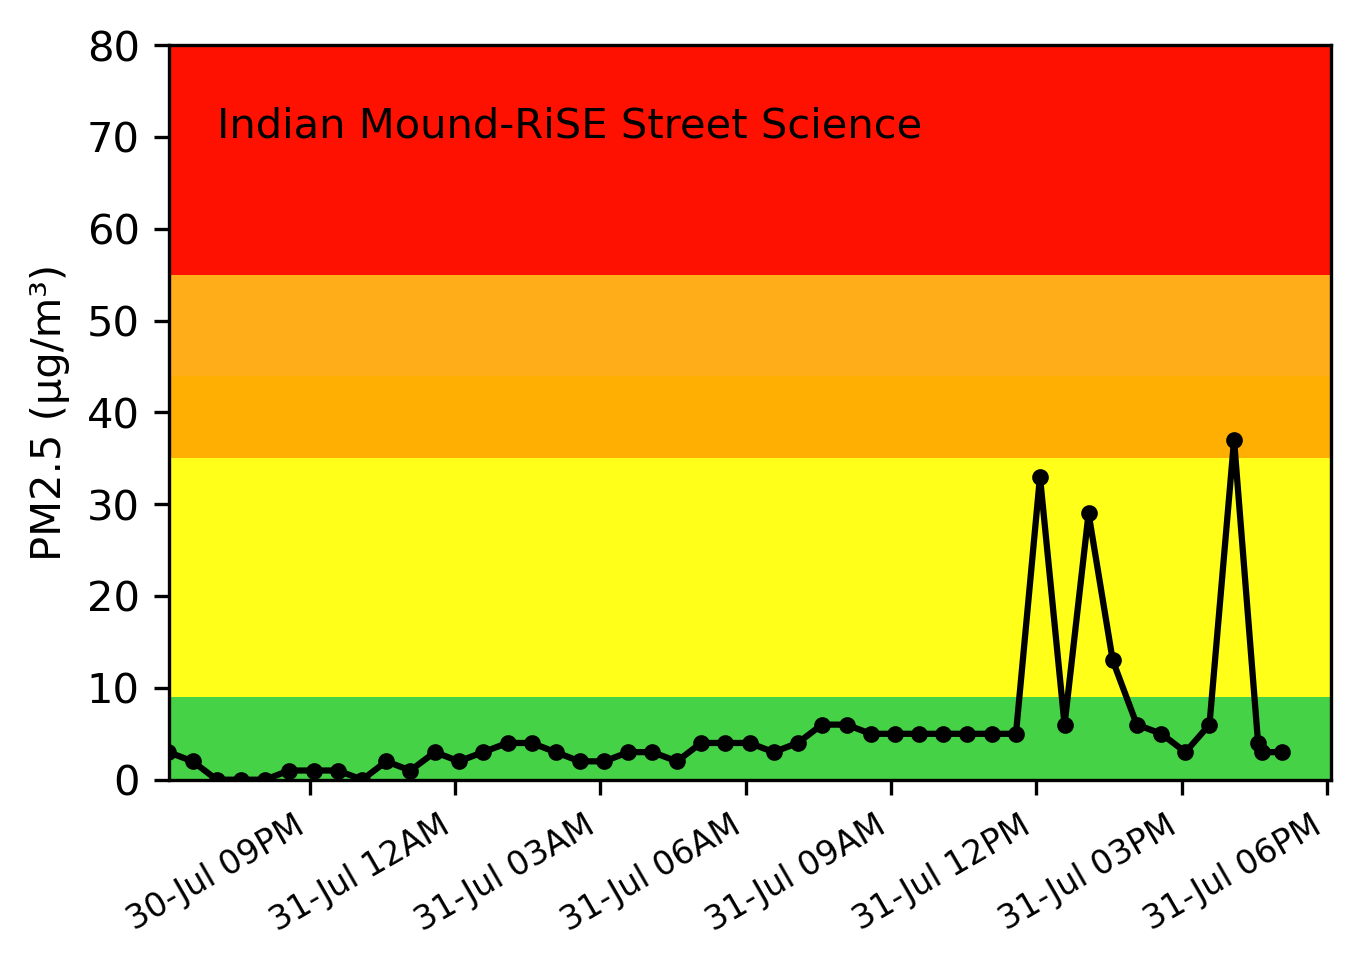 80
Indian Mound-RiSE Street Science
70
60
50
40
30
20
10
0
PM2.5 (µg/m³)
30-Jul 09PM
31-Jul 12AM
31-Jul 03AM
31-Jul 06AM
31-Jul 09AM
31-Jul 12PM
31-Jul 03PM
31-Jul 06PM